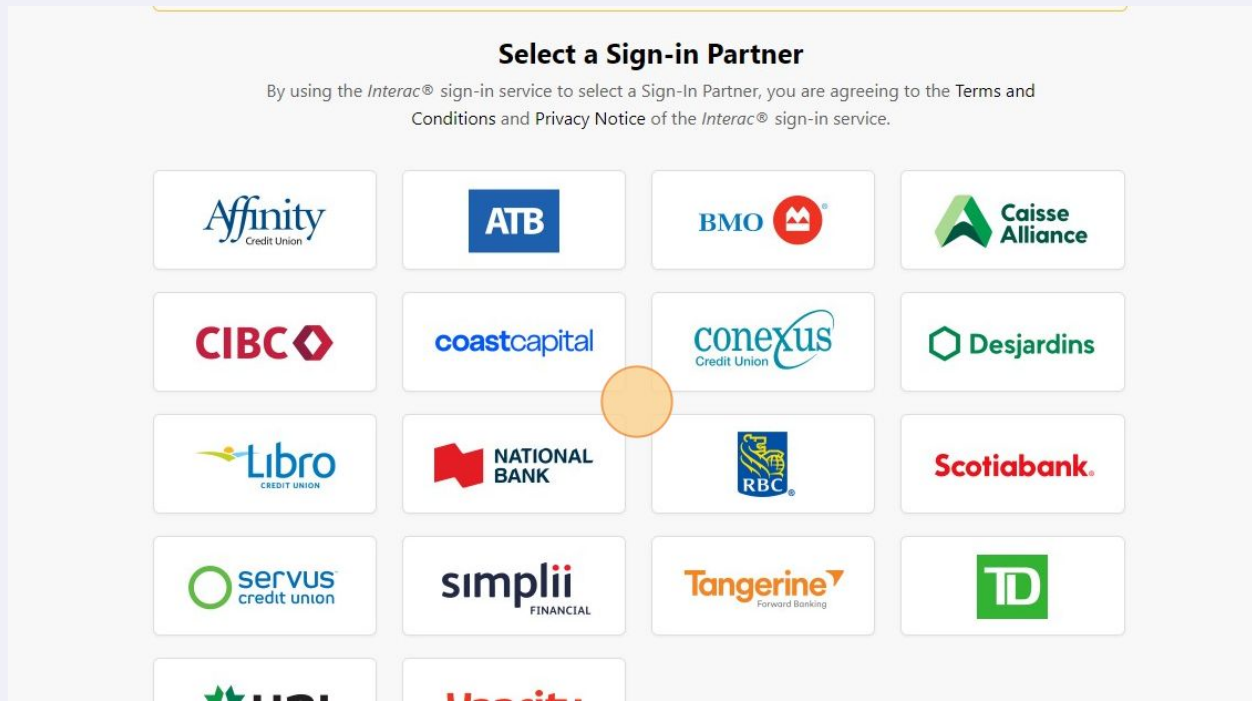 Select a Sign-in Partner
By using the Interac® sign-in service to select a Sign-In Partner, you are agreeing to the Terms and
Conditions and Privacy Notice of the Interac® sign-in service.
Affinity
Credit Union
ATB
BMO
Caisse
Alliance
CIBC
coastcapital
conexus
Credit Union
Desjardins
Libro
CREDIT UNION
NATIONAL
BANK
RBC
Scotiabank
servus
credit union
simplii
FINANCIAL
Tangerine
Forward Banking
TD